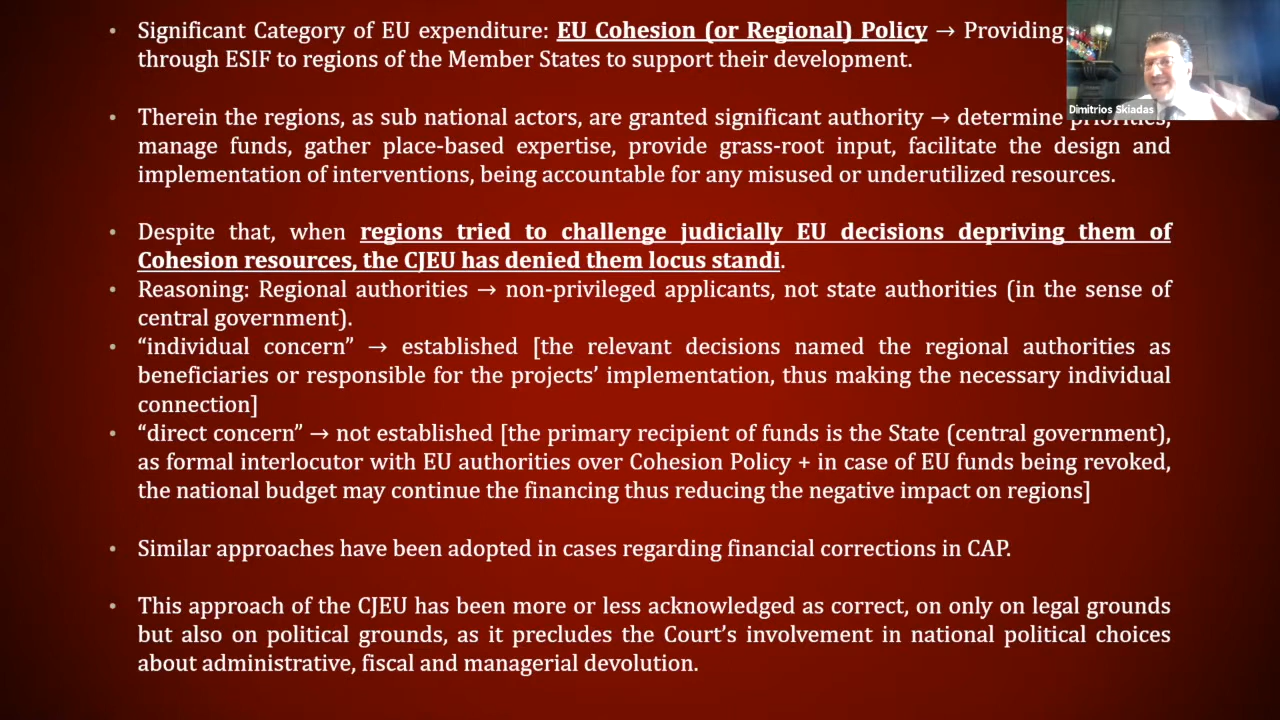 • Significant Category of EU expenditure: EU Cohesion (or Regional) Policy → Providing
through ESIF to regions of the Member States to support their development.
Dimitrios Skiadas
• Therein the regions, as sub national actors, are granted significant authority → determine priorities,
manage funds, gather place-based expertise, provide grass-root input, facilitate the design and
implementation of interventions, being accountable for any misused or underutilized resources.
• Despite that, when regions tried to challenge judicially EU decisions depriving them of
Cohesion resources, the CJEU has denied them locus standi.
• Reasoning: Regional authorities → non-privileged applicants, not state authorities (in the sense of
central government).
• “individual concern” → established [the relevant decisions named the regional authorities as
beneficiaries or responsible for the projects’ implementation, thus making the necessary individual
connection]
• “direct concern” → not established [the primary recipient of funds is the State (central government),
as formal interlocutor with EU authorities over Cohesion Policy + in case of EU funds being revoked,
the national budget may continue the financing thus reducing the negative impact on regions]
• Similar approaches have been adopted in cases regarding financial corrections in CAP.
• This approach of the CJEU has been more or less acknowledged as correct, on only on legal grounds
but also on political grounds, as it precludes the Court’s involvement in national political choices
about administrative, fiscal and managerial devolution.